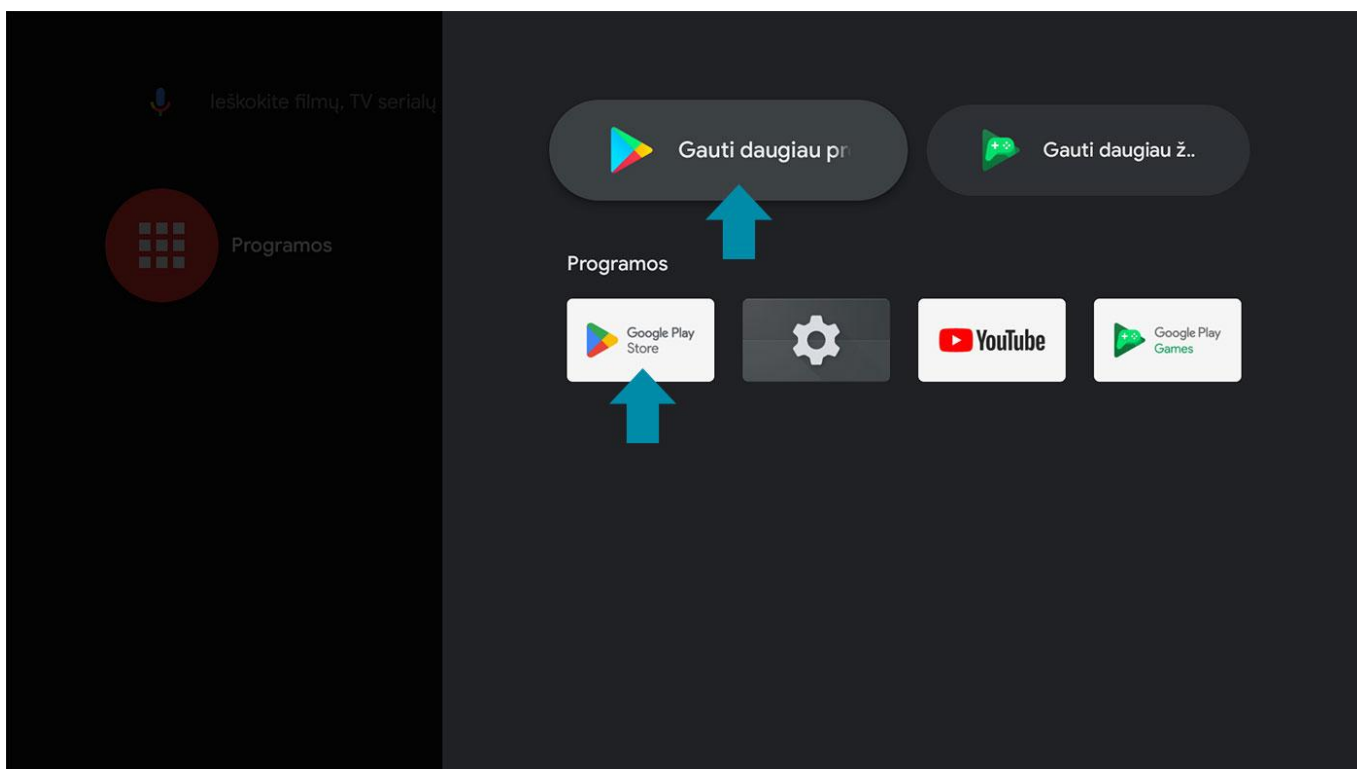 Ieškokite filmų, TV serialų
Gauti daugiau pr
Gauti daugiau ž..
Programos
Programos
Google Play
Store
YouTube
Google Play
Games